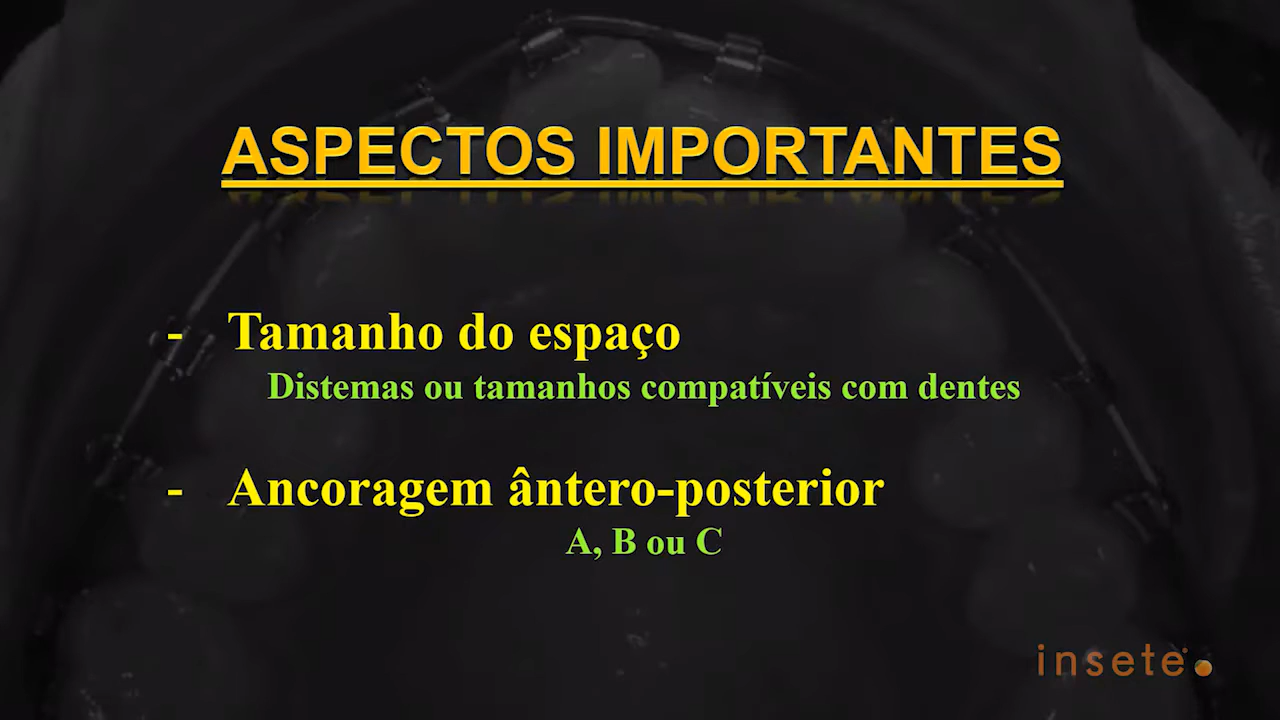 ASPECTOS IMPORTANTES
- Tamanho do espaço
Distemas ou tamanhos compatíveis com dentes
- Ancoragem ântero-posterior
A, B ou C
insete